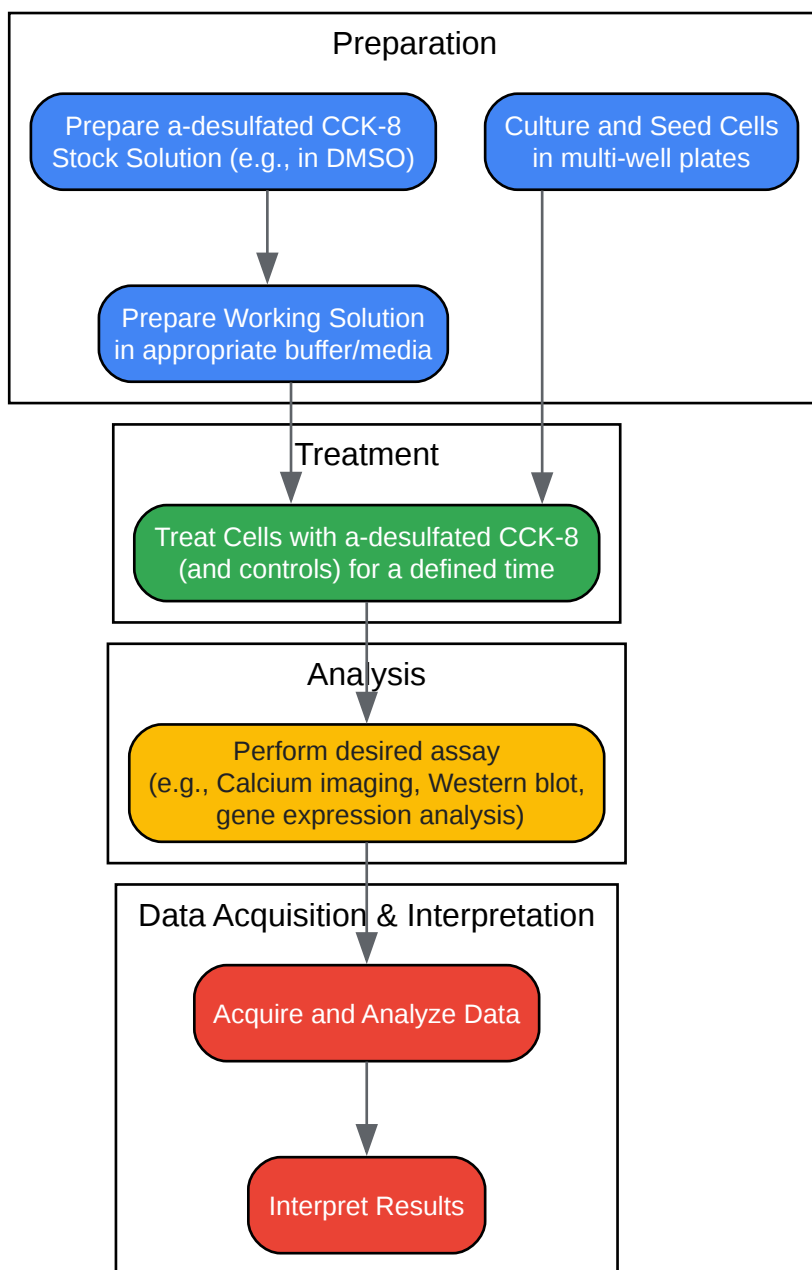 Preparation
Prepare a-desulfated CCK-8
Stock Solution (e.g., in DMSO)
Culture and Seed Cells
in multi-well plates
Prepare Working Solution
in appropriate buffer/media
Treatment
Treat Cells with a-desulfated CCK-8
(and controls) for a defined time
Analysis
Perform desired assay
(e.g., Calcium imaging, Western blot,
gene expression analysis)
Data Acquisition & Interpretation
Acquire and Analyze Data
Interpret Results